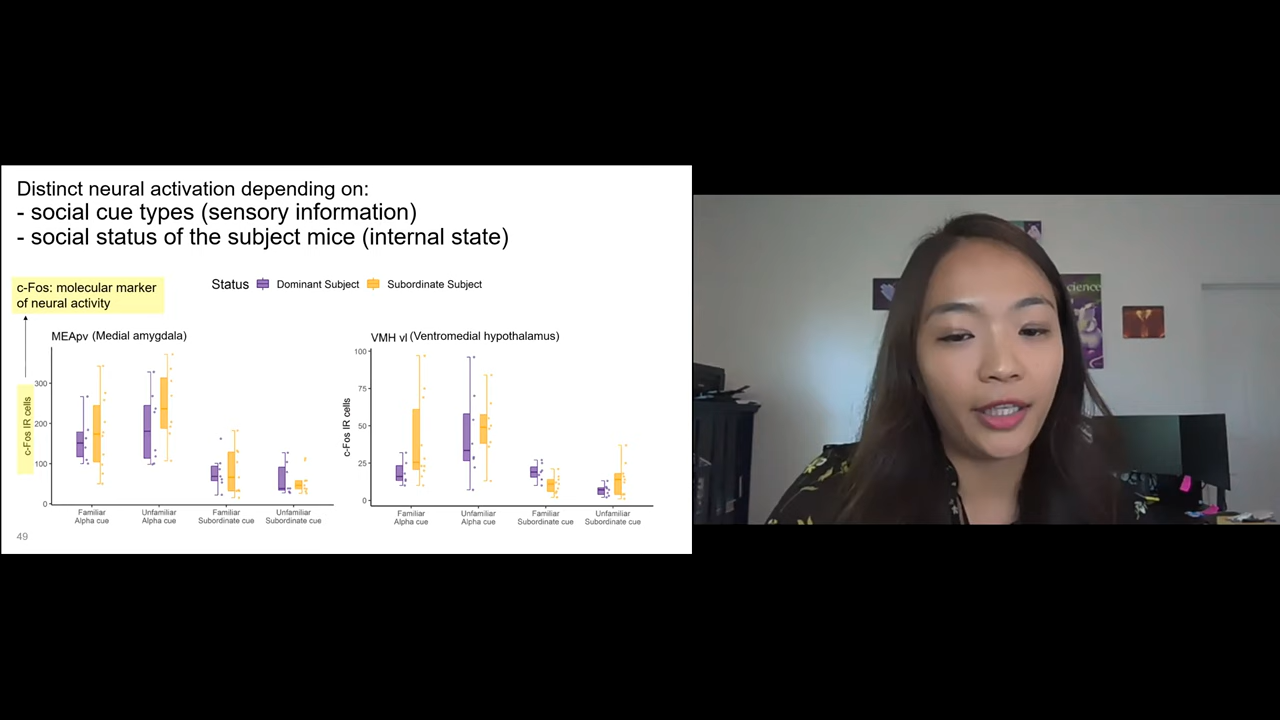 Distinct neural activation depending on:
- social cue types (sensory information)
- social status of the subject mice (internal state)
c-Fos: molecular marker
of neural activity
Status Dominant Subject Subordinate Subject
MEApv (Medial amygdala)
c-Fos IR cells
300
200
100
0
Familiar
Alpha cue
Unfamiliar
Alpha cue
Familiar
Subordinate cue
Unfamiliar
Subordinate cue
VMH vl (Ventromedial hypothalamus)
c-Fos IR cells
100
75
50
25
0
Familiar
Alpha cue
Unfamiliar
Alpha cue
Familiar
Subordinate cue
Unfamiliar
Subordinate cue
49
cience